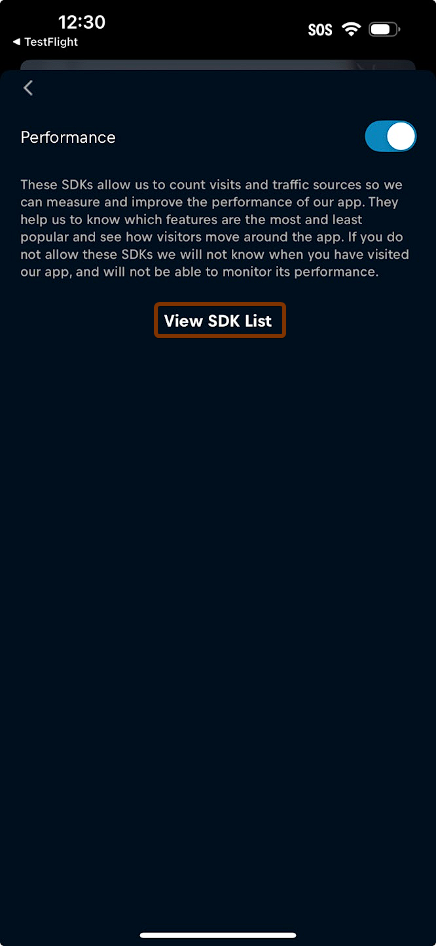 12:30
SOS
◀ TestFlight
Performance
These SDKs allow us to count visits and traffic sources so we
can measure and improve the performance of our app. They
help us to know which features are the most and least
popular and see how visitors move around the app. If you do
not allow these SDKs we will not know when you have visited
our app, and will not be able to monitor its performance.
View SDK List